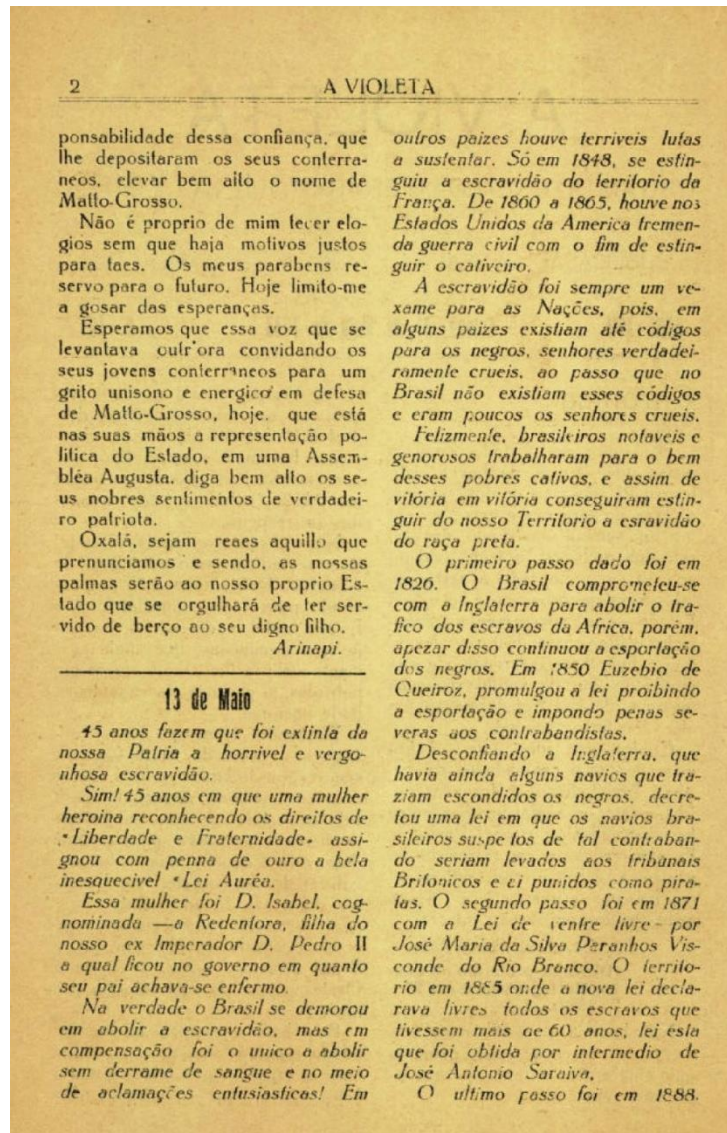 2
A VIOLETA
ponsabilidade dessa confiança, que
lhe depositaram os seus conterra-
neos, elevar bem alto o nome de
Matto-Grosso.
Não é proprio de mim tecer elo-
gios sem que haja motivos justos
para taes. Os meus parabens re-
servo para o futuro. Hoje limito-me
a gosar das esperanças.
Esperamos que essa voz que se
levantava outr'ora convidando os
seus jovens conterraneos para um
grito unisono e energico em defesa
de Matto-Grosso, hoje, que está
nas suas mãos a representação po-
litica do Estado, em uma Assem-
bléa Augusta, diga bem alto os se-
us nobres sentimentos de verdadei-
ro patriota.
Oxalá, sejam reaes aquillo que
prenunciamos e sendo, as nossas
palmas serão ao nosso proprio Es-
tado que se orgulhará de ter ser-
vido de berço ao seu digno filho.
Arinapi.
13 de Maio
45 anos fazem que foi extinta da
nossa Patria a horrivel e vergo-
nhosa escravidão.
Sim! 45 anos em que uma mulher
heroina reconhecendo os direitos de
«Liberdade e Fraternidade» assi-
gnou com penna de ouro a bela
inesquecivel «Lei Auréa.
Essa mulher foi D. Isabel, cog-
nominada —a Redentora, filha do
nosso ex Imperador D. Pedro II
a qual ficou no governo em quanto
seu pai achava-se enfermo.
Na verdade o Brasil se demorou
em abolir a escravidão, mas em
compensação foi o unico a abolir
sem derrame de sangue e no meio
de aclamações entusiasticas! Em
outros paizes houve terriveis lutas
a sustentar. Só em 1848, se estin-
guiu a escravidão do territorio da
França. De 1860 a 1865, houve nos
Estados Unidos da America tremen-
da guerra civil com o fim de estin-
guir o cativeiro.
A escravidão foi sempre um ve-
xame para as Nações, pois, em
alguns paizes existiam até códigos
para os negros, senhores verdadei-
ramente crueis, ao passo que no
Brasil não existiam esses códigos
e eram poucos os senhores crueis.
Felizmente, brasileiros notaveis e
genorosos trabalharam para o bem
desses pobres cativos, e assim de
vitória em vitória conseguiram estin-
guir do nosso Territorio a esravidão
do raça preta.
O primeiro passo dado foi em
1826. O Brasil comprometeu-se
com a Inglaterra para abolir o tra-
fico dos escravos da Africa, porém,
apezar disso continuou a esportação
dos negros. Em 1850 Euzebio de
Queiroz, promulgou a lei proibindo
a esportação e impondo penas se-
veras aos contrabandistas.
Desconfiando a Inglaterra, que
havia ainda alguns navios que tra-
ziam escondidos os negros, decre-
tou uma lei em que os navios bra-
sileiros suspeitos de tal contraban-
do seriam levados aos tribunais
Britonicos e ai punidos como pira-
tas. O segundo passo foi em 1871
com a Lei de ventre livre - por
José Maria da Silva Paranhos Vis-
conde do Rio Branco. O territo-
rio em 1885 onde a nova lei decla-
rava livres todos os escravos que
tivessem mais de 60 anos, lei esta
que foi obtida por intermedio de
José Antonio Saraiva.
O ultimo passo foi em 1888.